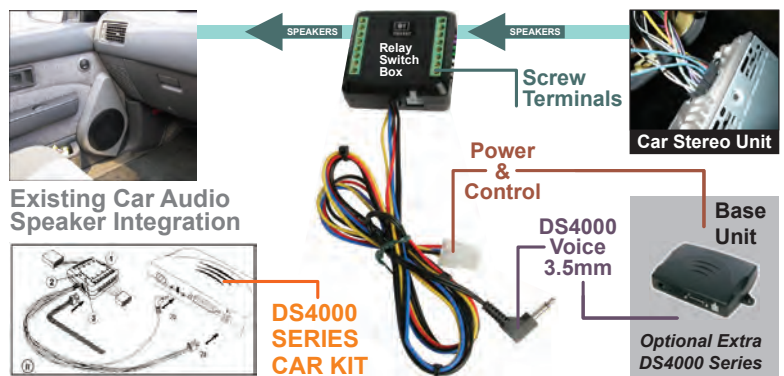 SPEAKERS
SPEAKERS
Relay
Switch
Box
Screw
Terminals
Car Stereo Unit
Power
&
Control
Existing Car Audio
Speaker Integration
DS4000
Voice
3.5mm
Base
Unit
DS4000
SERIES
CAR KIT
Optional Extra
DS4000 Series